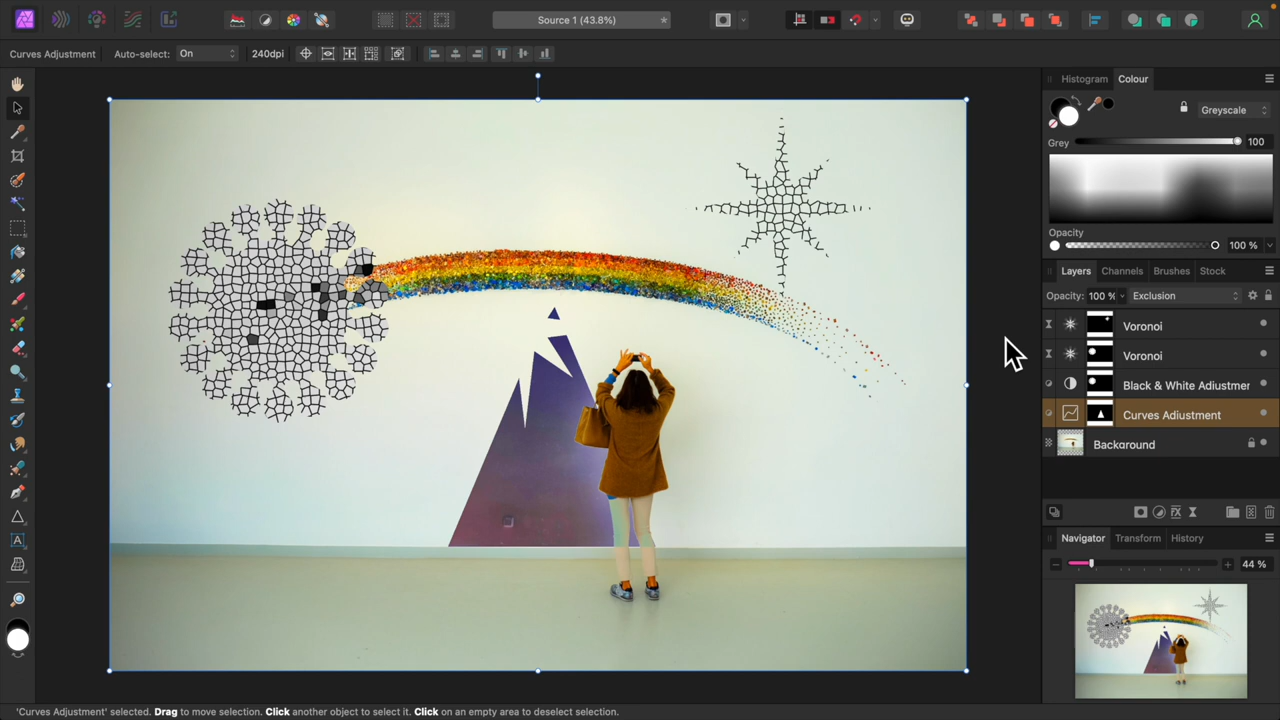 Source 1 (43.8%)
Curves Adjustment
Auto-select:
On
240dpi
Histogram
Colour
Greyscale
Grey
100
Opacity
100 %
Layers
Channels
Brushes
Stock
Opacity:
100 %
Exclusion
Voronoi
Voronoi
Black & White Adjustmer
Curves Adjustment
Background
Navigator
Transform
History
44 %
'Curves Adjustment' selected. Drag to move selection. Click another object to select it. Click on an empty area to deselect selection.